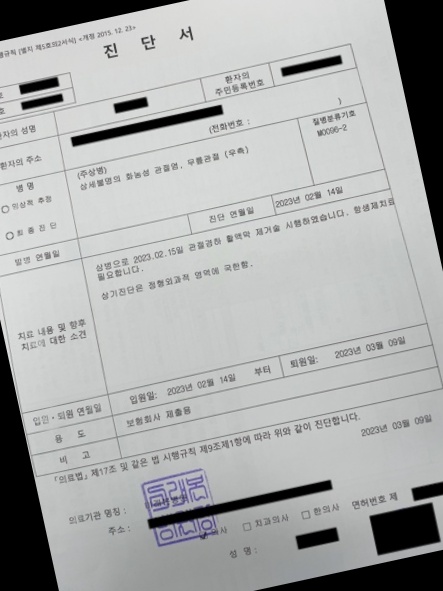 행규칙 [별지 제5호의2서식] <개정 2015. 12. 23>
진 단 서
호
호
환자의 성명
환자의
주민등록번호
환자의 주소
(전화번호 : )
병 명
○ 임상적 추정
○ 최 종 진 단
(주상병)
상세불명의 화농성 관절염, 무릎관절 (우측)
질병분류기호
M0096-2
발병 연월일
진단 연월일
2023년 02월 14일
치료 내용 및 향후
치료에 대한 소견
상병으로 2023.02.15일 관절경하 활액막 제거술 시행하였습니다. 항생제치료
필요합니다.
상기진단은 정형외과적 영역에 국한함.
입원·퇴원 연월일
입원일: 2023년 02월 14일 부터
퇴원일: 2023년 03월 09일
용 도
보험회사 제출용
비 고
「의료법」 제17조 및 같은 법 시행규칙 제9조제1항에 따라 위와 같이 진단합니다.
2023년 03월 09일
의료기관 명칭 :
주소 :
의사 □ 치과의사 □ 한의사 면허번호 제
성 명 :